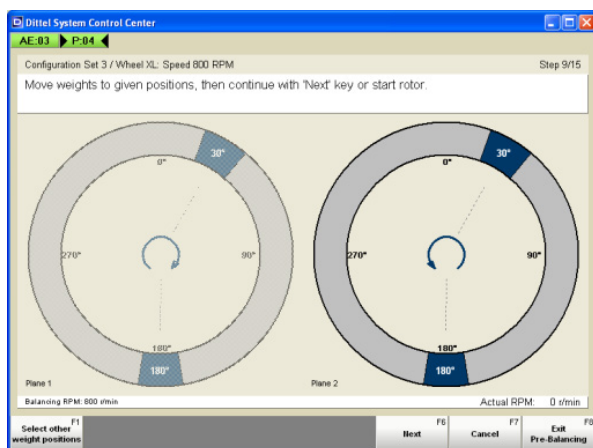 Dittel System Control Center
AE:03 P:04
Configuration Set 3 / Wheel XL: Speed 800 RPM Step 9/15
Move weights to given positions, then continue with 'Next' key or start rotor.
30°
0°
270°
90°
180°
180°
Plane 1
30°
0°
270°
90°
180°
180°
Plane 2
Balancing RPM: 800 r/min
Actual RPM: 0 r/min
F1
Select other
weight positions
F6
Next
F7
Cancel
F8
Exit
Pre-Balancing